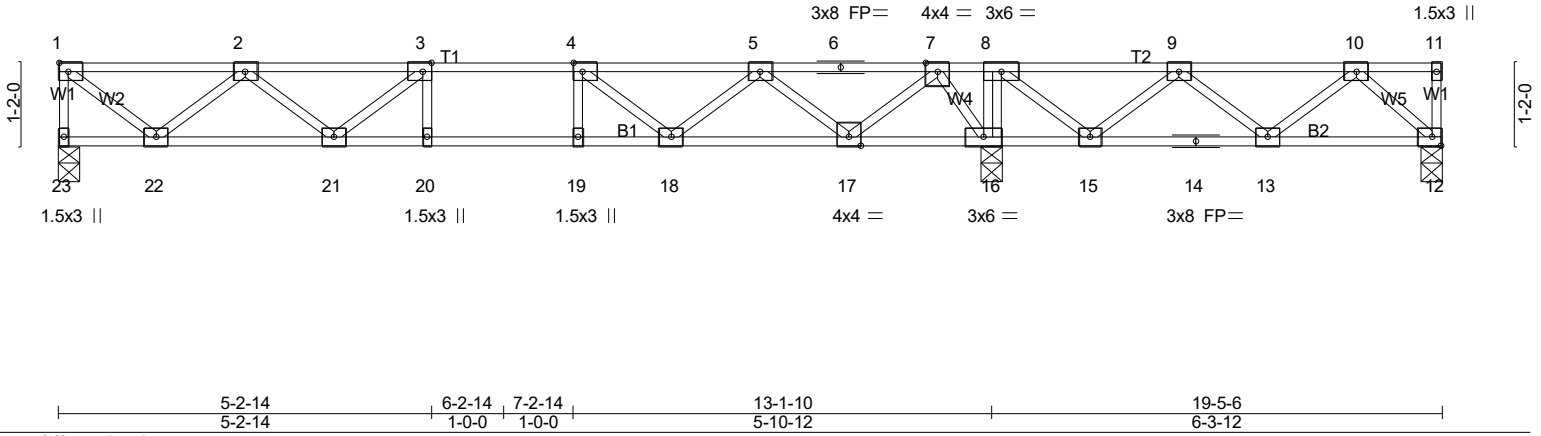 3x8 FP= 4x4 = 3x6 = 1.5x3 ||
1 2 3 4 5 6 7 8 9 10 11
T1 T2
W1 W2 W4 W5 W1
1-2-0 1-2-0
B1 B2
23 22 21 20 19 18 17 16 15 14 13 12
1.5x3 || 1.5x3 || 1.5x3 || 4x4 = 3x6 = 3x8 FP=
5-2-14 6-2-14 7-2-14 13-1-10 19-5-6
5-2-14 1-0-0 1-0-0 5-10-12 6-3-12